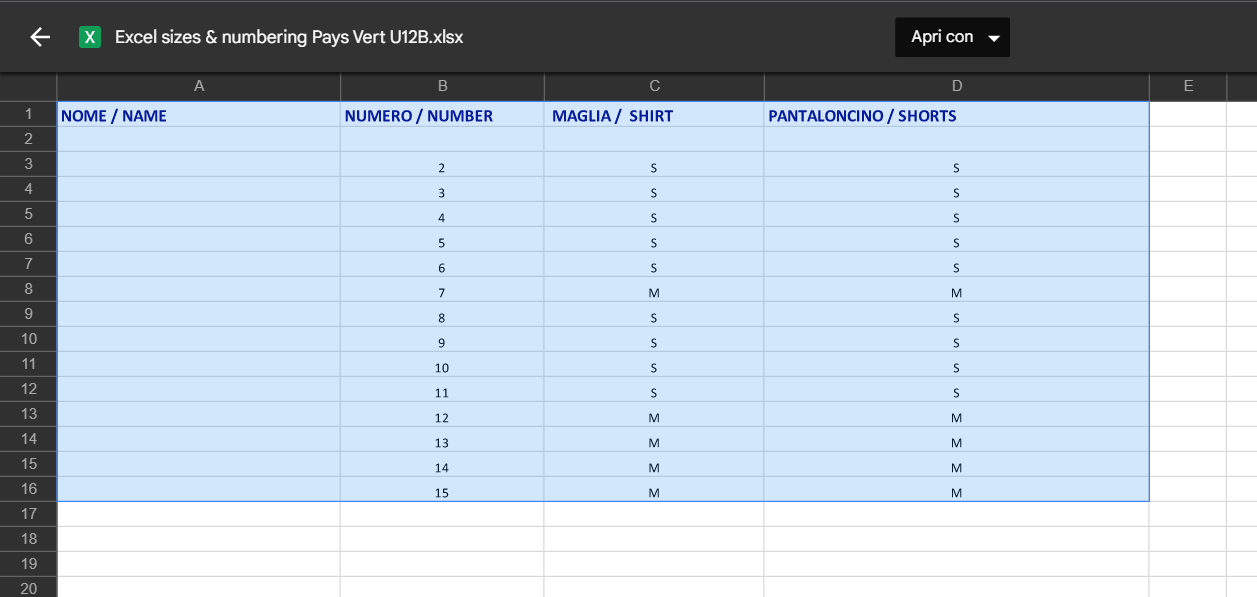 X Excel sizes & numbering Pays Vert U12B.xlsx Apri con
A B C D E
1 NOME / NAME NUMERO / NUMBER MAGLIA / SHIRT PANTALONCINO / SHORTS
2
3 2 S S
4 3 S S
5 4 S S
6 5 S S
7 6 S S
8 7 M M
9 8 S S
10 9 S S
11 10 S S
12 11 S S
13 12 M M
14 13 M M
15 14 M M
16 15 M M
17
18
19
20